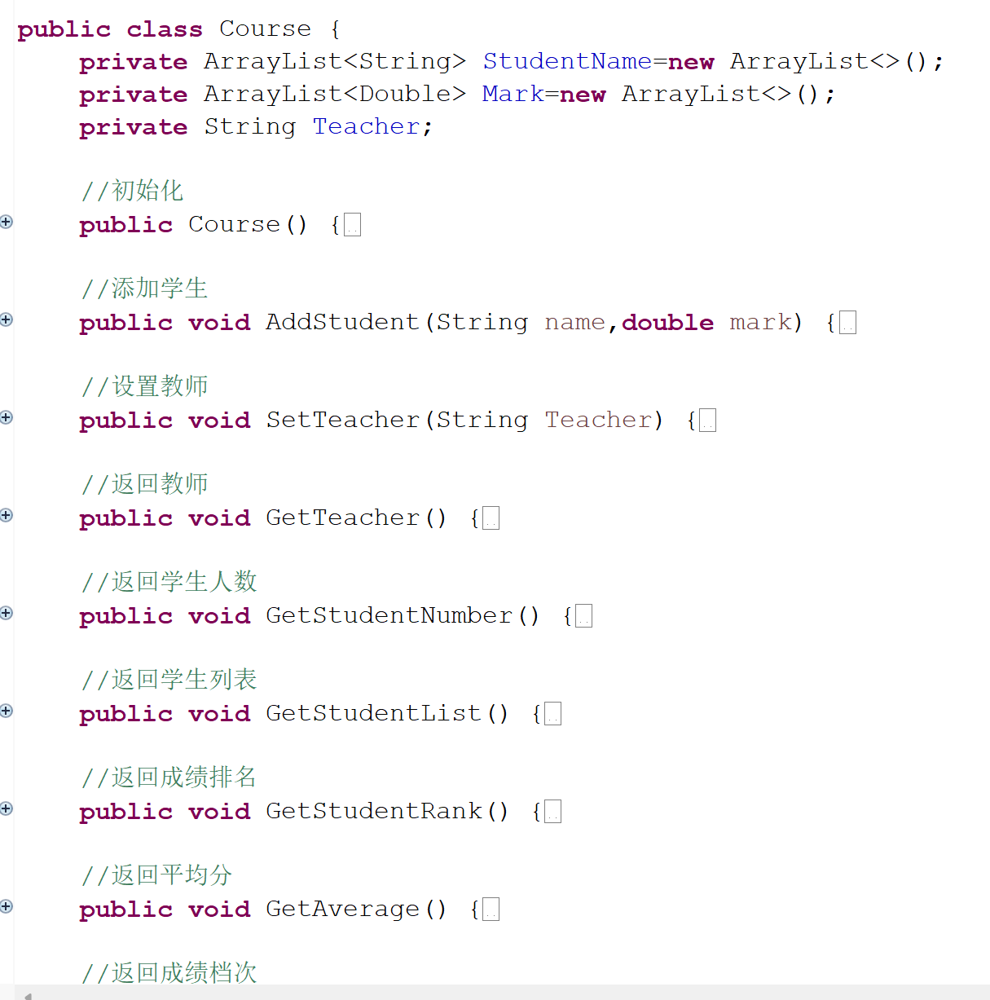 public class Course {
private ArrayList<String> StudentName=new ArrayList<>();
private ArrayList<Double> Mark=new ArrayList<>();
private String Teacher;
//初始化
public Course() {
//添加学生
public void AddStudent(String name,double mark) {
//设置教师
public void SetTeacher(String Teacher) {
//返回教师
public void GetTeacher() {
//返回学生人数
public void GetStudentNumber() {
//返回学生列表
public void GetStudentList() {
//返回成绩排名
public void GetStudentRank() {
//返回平均分
public void GetAverage() {
//返回成绩档次